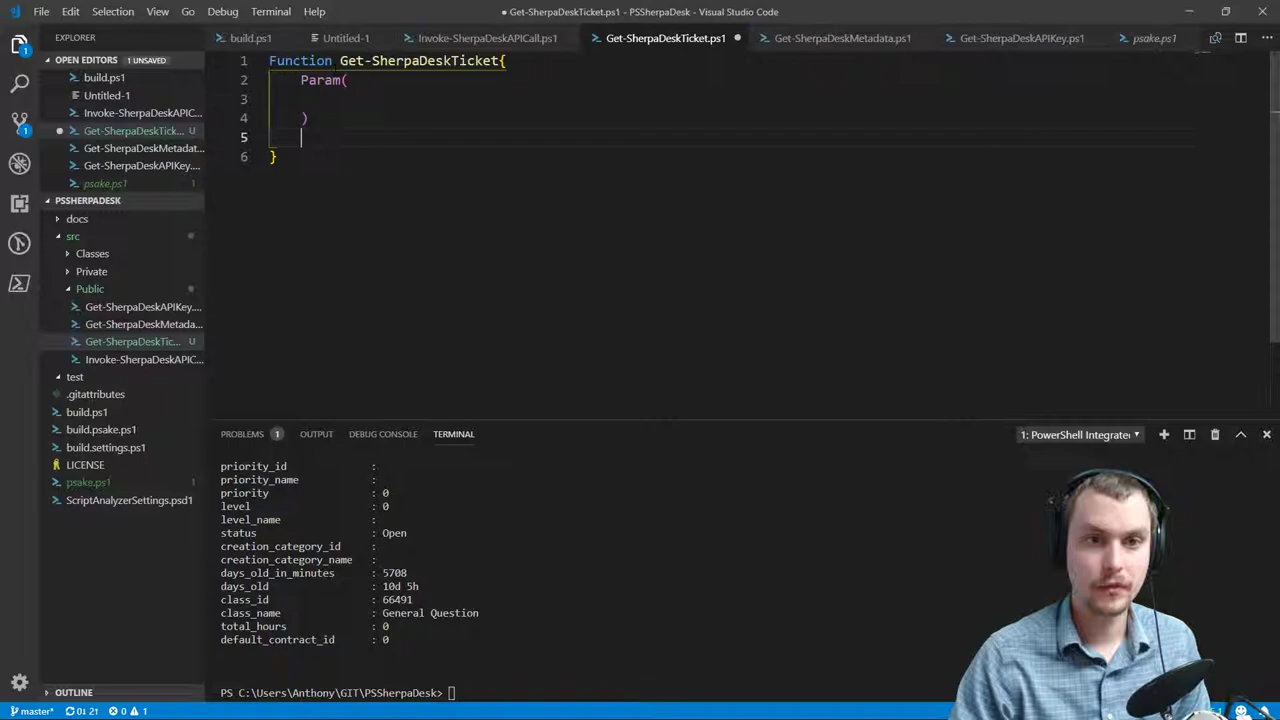 File Edit Selection View Go Debug Terminal Help
● Get-SherpaDeskTicket.ps1 - PSSherpaDesk - Visual Studio Code
EXPLORER
build.ps1 Untitled-1 Invoke-SherpaDeskAPICall.ps1 Get-SherpaDeskTicket.ps1 Get-SherpaDeskMetadata.ps1 Get-SherpaDeskAPIKey.ps1 psake.ps1
OPEN EDITORS 1 UNSAVED
build.ps1
Untitled-1
Invoke-SherpaDeskAPIC...
Get-SherpaDeskTick... U
Get-SherpaDeskMetadat...
Get-SherpaDeskAPIKey....
psake.ps1 1
PSSHERPADESK
docs
src
Classes
Private
Public
Get-SherpaDeskAPIKey....
Get-SherpaDeskMetada...
Get-SherpaDeskTic... U
Invoke-SherpaDeskAPIC...
test
.gitattributes
build.ps1
build.psake.ps1
build.settings.ps1
LICENSE
psake.ps1 1
ScriptAnalyzerSettings.psd1
OUTLINE
1 Function Get-SherpaDeskTicket{
2 Param(
3
4 )
5
6 }
PROBLEMS 1 OUTPUT DEBUG CONSOLE TERMINAL
1: PowerShell Integrate
priority_id :
priority_name :
priority : 0
level : 0
level_name :
status : Open
creation_category_id :
creation_category_name :
days_old_in_minutes : 5708
days_old : 10d 5h
class_id : 66491
class_name : General Question
total_hours : 0
default_contract_id : 0
PS C:\Users\Anthony\GIT\PSSherpaDesk>
master* 0↓ 2↑ 0 1